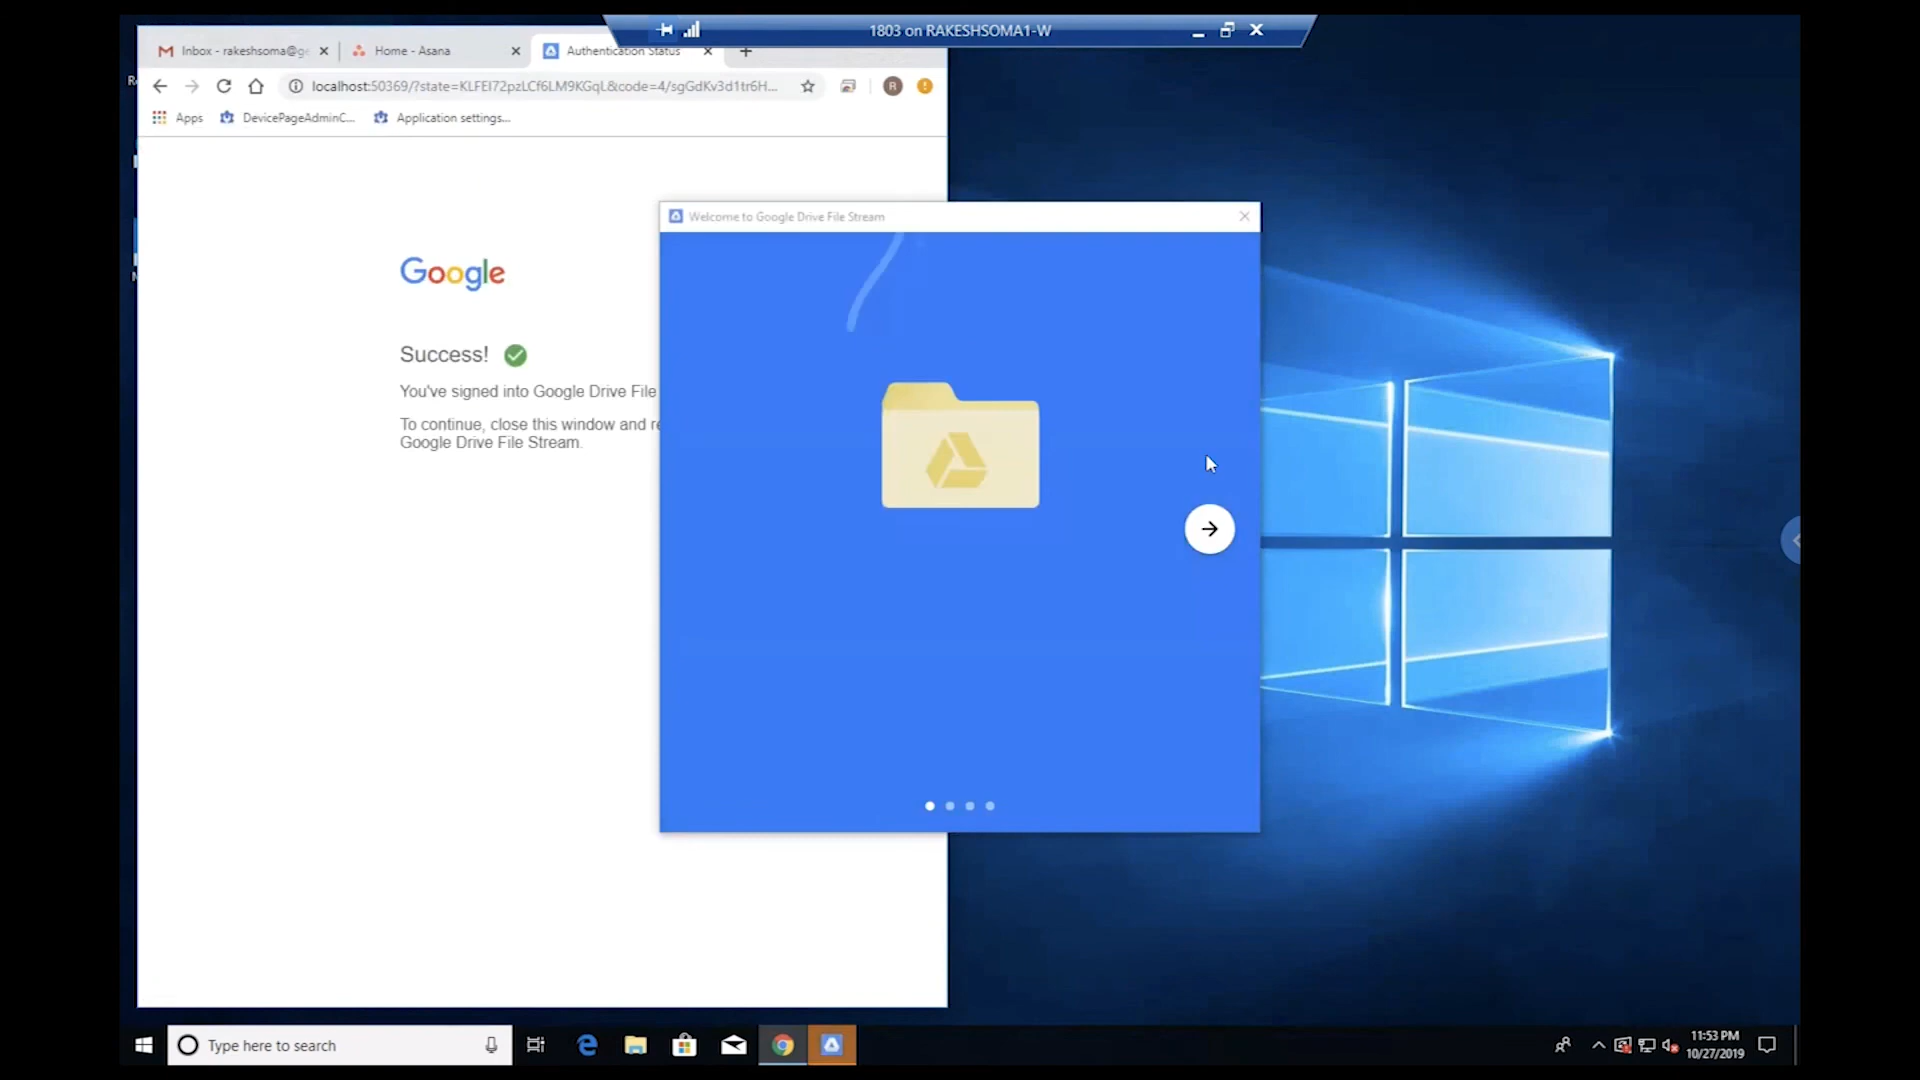 1803 on RAKESHSOMA1-W
Inbox - rakeshsoma@g
Home - Asana
Authentication Status
localhost:50369/?state=KLFEI72pzLCf6LM9KGqL&code=4/sgGdKv3d1tr6H...
R
Apps
DevicePageAdminC...
Application settings...
Welcome to Google Drive File Stream
Google
Success!
You've signed into Google Drive File
To continue, close this window and re
Google Drive File Stream.
Type here to search
11:53 PM
10/27/2019